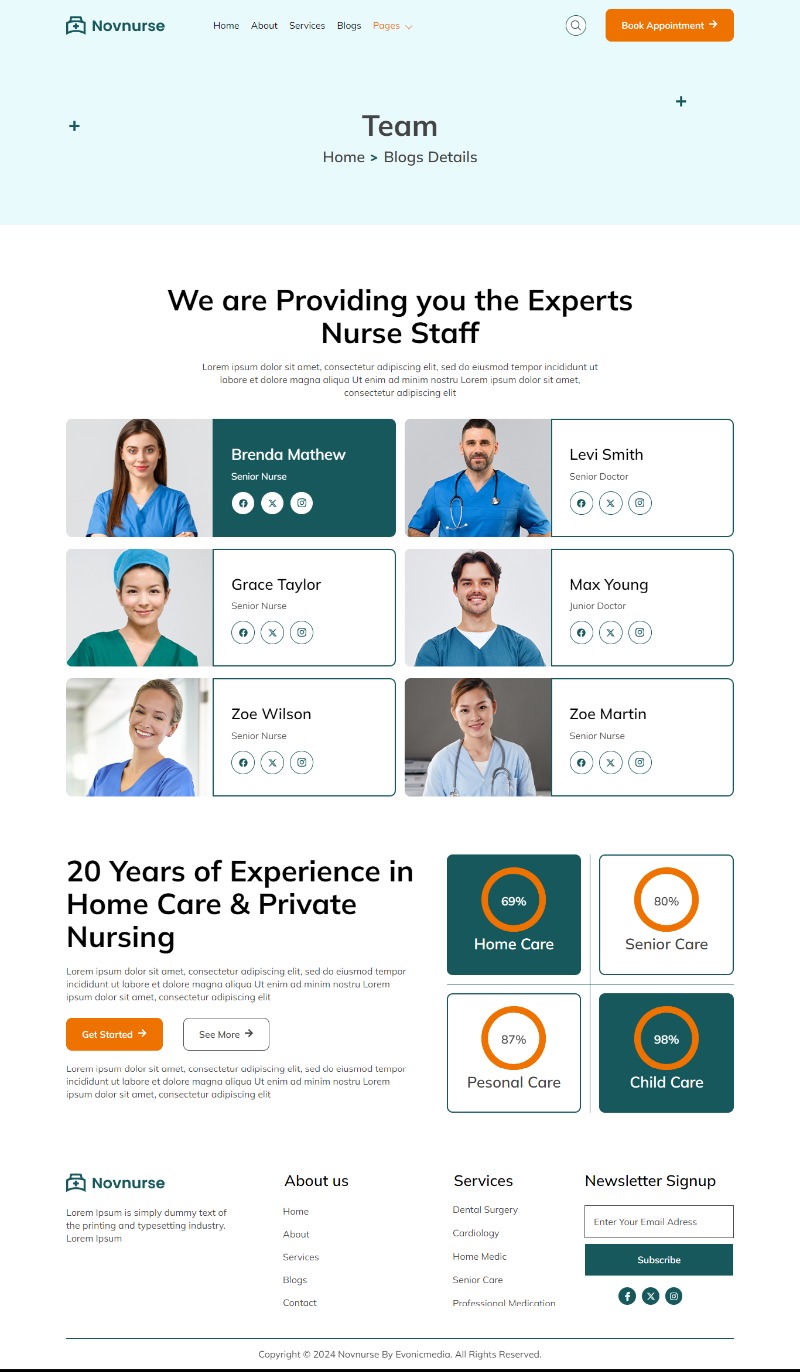 Novnurse
Home About Services Blogs Pages
Book Appointment
Team
Home > Blogs Details
We are Providing you the Experts
Nurse Staff
Lorem ipsum dolor sit amet, consectetur adipiscing elit, sed do eiusmod tempor incididunt ut
labore et dolore magna aliqua Ut enim ad minim nostru Lorem ipsum dolor sit amet,
consectetur adipiscing elit
Brenda Mathew
Senior Nurse
Levi Smith
Senior Doctor
Grace Taylor
Senior Nurse
Max Young
Junior Doctor
Zoe Wilson
Senior Nurse
Zoe Martin
Senior Nurse
20 Years of Experience in
Home Care & Private
Nursing
Lorem ipsum dolor sit amet, consectetur adipiscing elit, sed do eiusmod tempor
incididunt ut labore et dolore magna aliqua Ut enim ad minim nostru Lorem
ipsum dolor sit amet, consectetur adipiscing elit
Get Started
See More
Lorem ipsum dolor sit amet, consectetur adipiscing elit, sed do eiusmod tempor
incididunt ut labore et dolore magna aliqua Ut enim ad minim nostru Lorem
ipsum dolor sit amet, consectetur adipiscing elit
69%
Home Care
80%
Senior Care
87%
Pesonal Care
98%
Child Care
Novnurse
Lorem Ipsum is simply dummy text of
the printing and typesetting industry.
Lorem Ipsum
About us
Home
About
Services
Blogs
Contact
Services
Dental Surgery
Cardiology
Home Medic
Senior Care
Professional Medication
Newsletter Signup
Enter Your Email Adress
Subscribe
Copyright © 2024 Novnurse By Evonicmedia. All Rights Reserved.